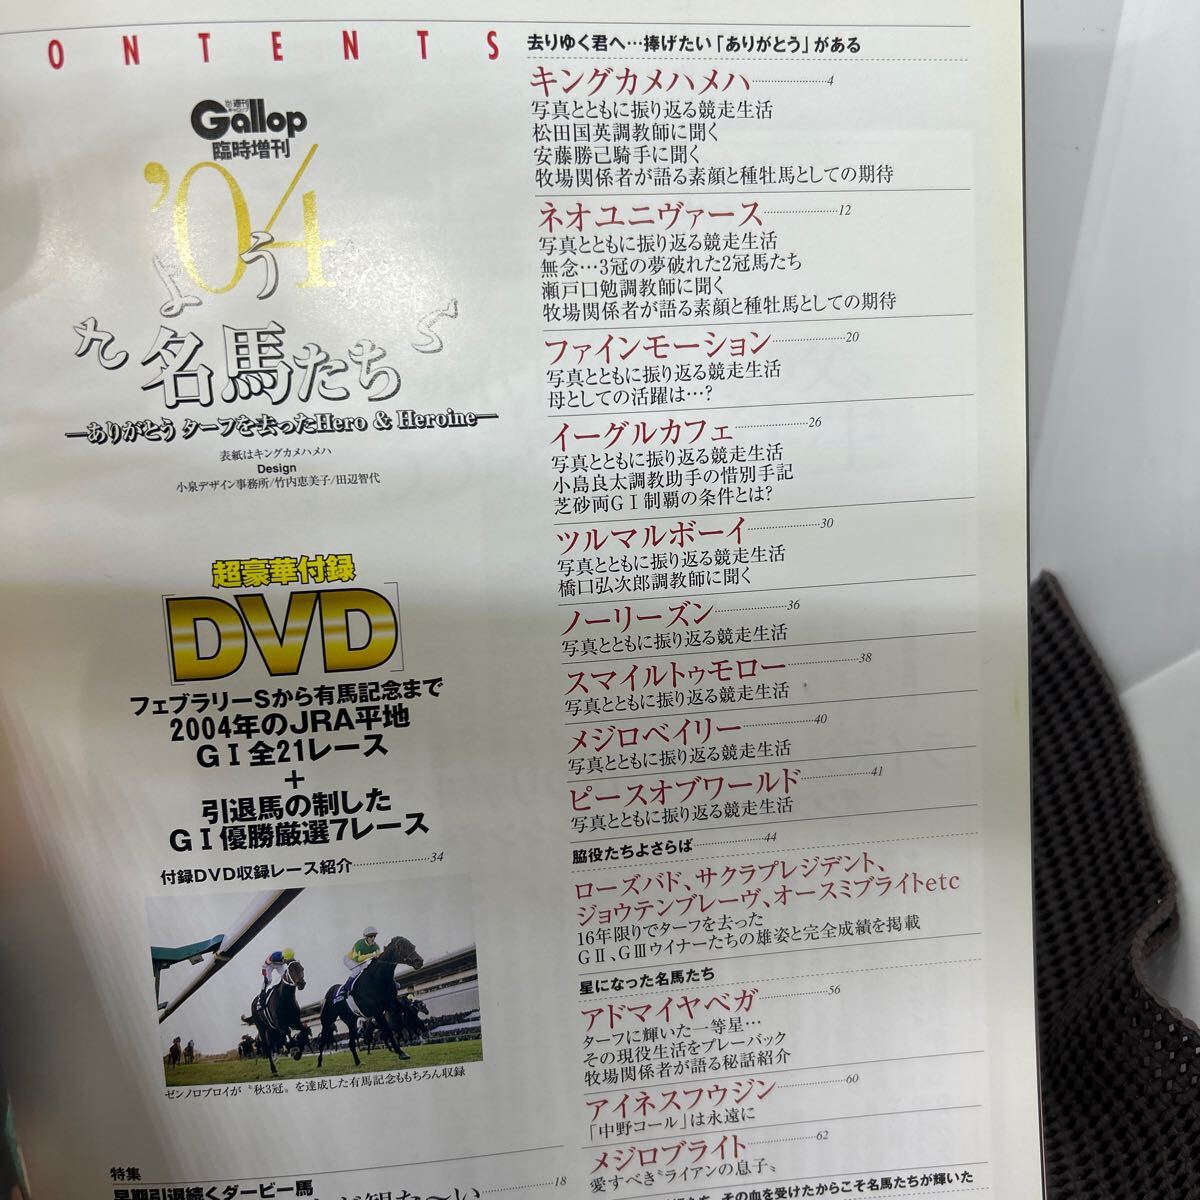 ONTENTS
週刊
Gallop
臨時増刊
'04
さようなら
名馬たち
―ありがとう ターフを去ったHero & Heroine―
表紙はキングカメハメハ
Design
小泉デザイン事務所/竹内恵美子/田辺智代
超豪華付録
DVD
フェブラリーSから有馬記念まで
2004年のJRA平地
GⅠ全21レース
+
引退馬の制した
GⅠ優勝厳選7レース
付録DVD収録レース紹介………34
ゼンノロブロイが〝秋3冠〟を達成した有馬記念ももちろん収録
特集
早期引退続くダービー馬
18
去りゆく君へ…捧げたい「ありがとう」がある
キングカメハメハ………4
写真とともに振り返る競走生活
松田国英調教師に聞く
安藤勝己騎手に聞く
牧場関係者が語る素顔と種牡馬としての期待
ネオユニヴァース………12
写真とともに振り返る競走生活
無念…3冠の夢破れた2冠馬たち
瀬戸口勉調教師に聞く
牧場関係者が語る素顔と種牡馬としての期待
ファインモーション………20
写真とともに振り返る競走生活
母としての活躍は…?
イーグルカフェ………26
写真とともに振り返る競走生活
小島良太調教助手の惜別手記
芝砂両GⅠ制覇の条件とは?
ツルマルボーイ………30
写真とともに振り返る競走生活
橋口弘次郎調教師に聞く
ノーリーズン………36
写真とともに振り返る競走生活
スマイルトゥモロー………38
写真とともに振り返る競走生活
メジロベイリー………40
写真とともに振り返る競走生活
ピースオブワールド………41
写真とともに振り返る競走生活
脇役たちよさらば………44
ローズバド、サクラプレジデント、
ジョウテンブレーヴ、オースミブライトetc
16年限りでターフを去った
GⅡ、GⅢウイナーたちの雄姿と完全成績を掲載
星になった名馬たち
アドマイヤベガ………56
ターフに輝いた一等星…
その現役生活をプレーバック
牧場関係者が語る秘話紹介
アイネスフウジン………60
「中野コール」は永遠に
メジロブライト………62
愛すべき〝ライアンの息子〟
その血を受けたからこそ名馬たちが輝いた